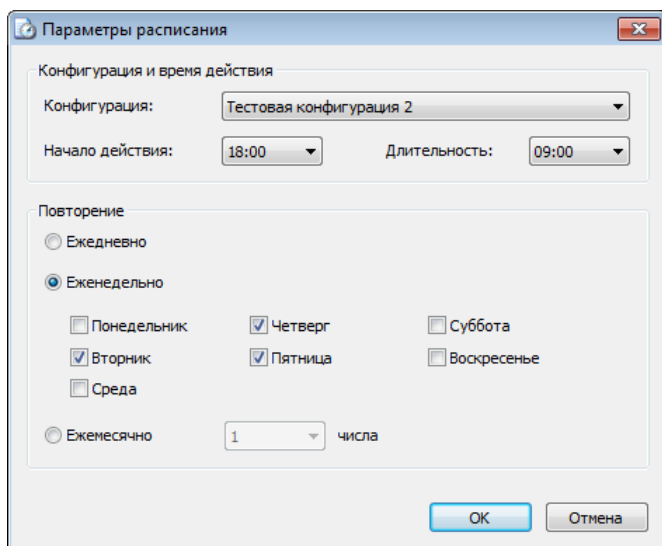 Параметры расписания
Конфигурация и время действия
Конфигурация: Тестовая конфигурация 2
Начало действия: 18:00 Длительность: 09:00
Повторение
Ежедневно
Еженедельно
Понедельник Четверг Суббота
Вторник Пятница Воскресенье
Среда
Ежемесячно 1 числа
OK Отмена